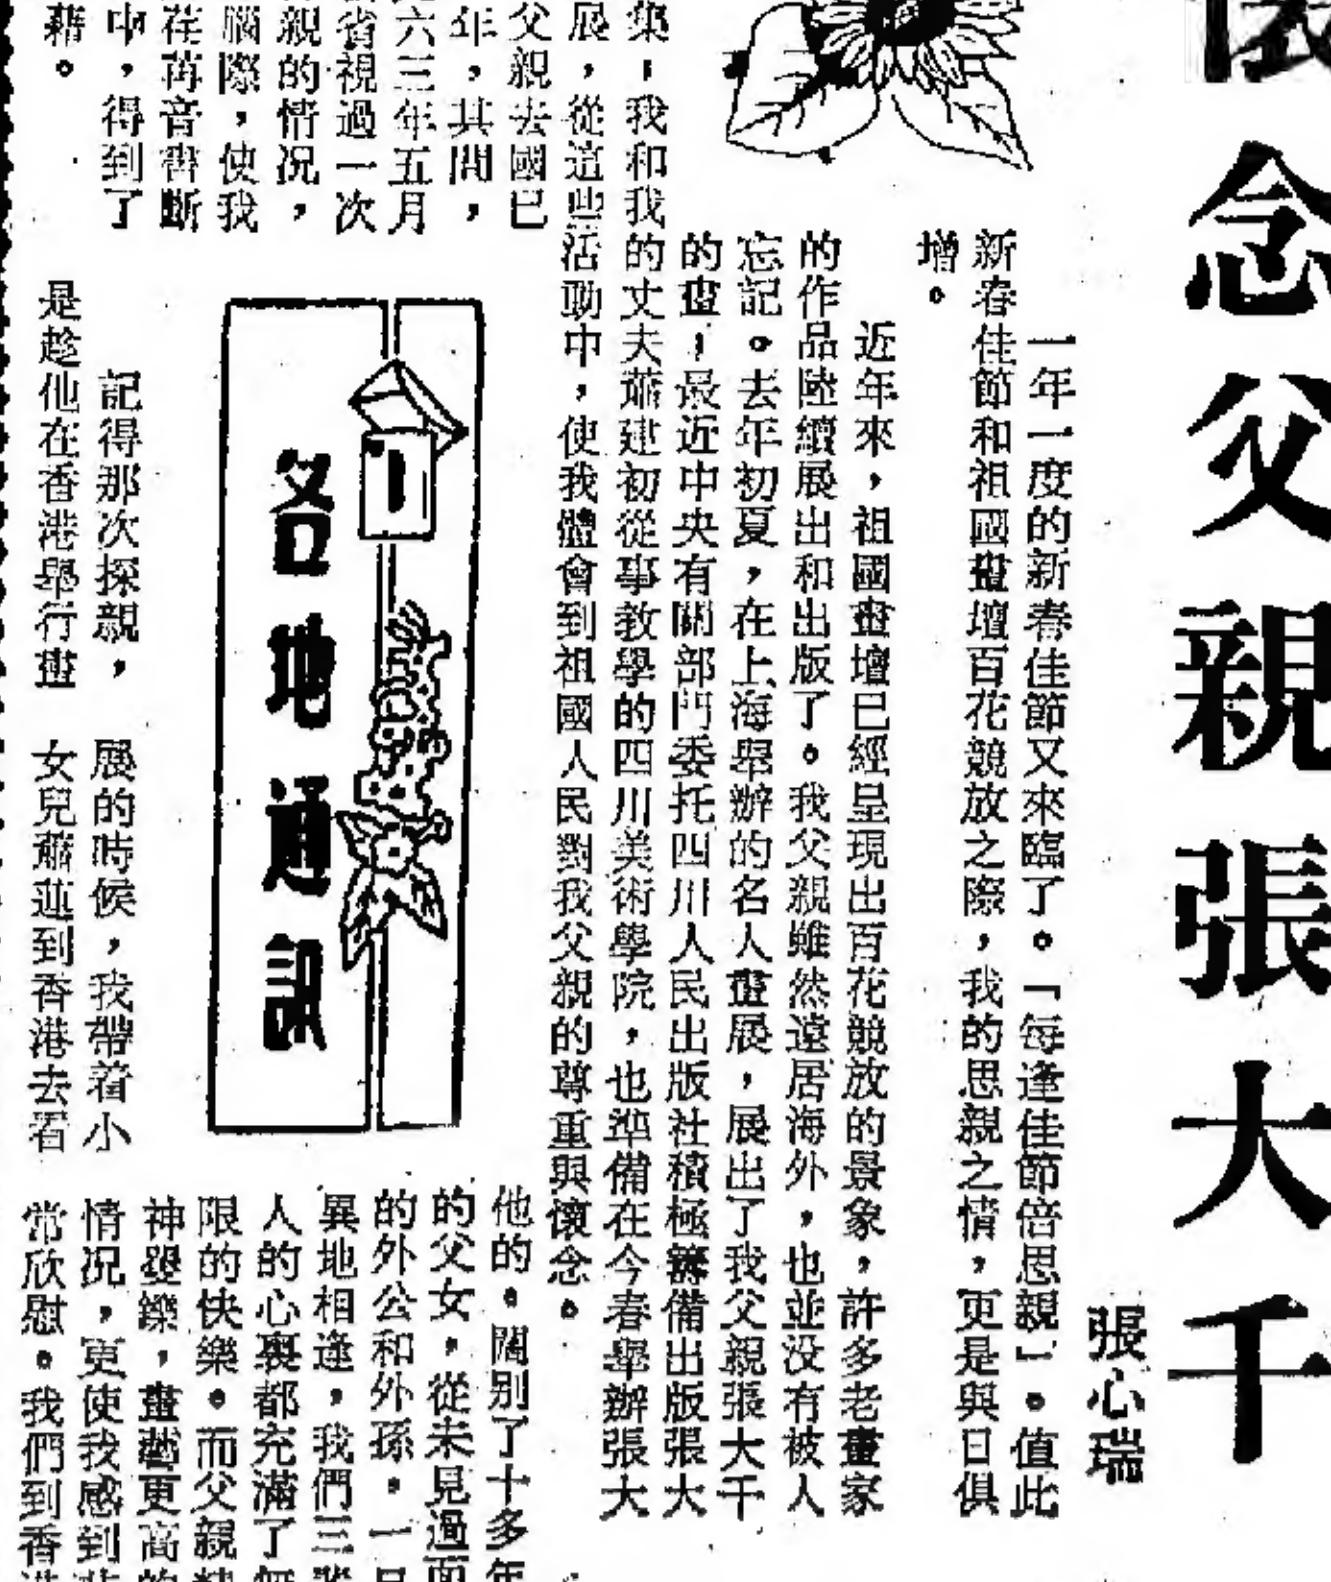 念父親張大千
張心瑞
一年一度的新春佳節又來臨了。「每逢佳節倍思親」。值此
新春佳節和祖國畫壇百花競放之際，我的思親之情，更是與日俱
增。
近年來，祖國畫壇已經呈現出百花競放的景象，許多老畫家
的作品陸續展出和出版了。我父親雖然遠居海外，也並没有被人
忘記。去年初夏，在上海舉辦的名人畫展，展出了我父親張大千
的畫；最近中央有關部門委托四川人民出版社積極籌備出版張大
集，我和我的丈夫蕭建初從事教學的四川美術學院，也準備在今春舉辦張大
展，從這些活動中，使我體會到祖國人民對我父親的尊重與懷念。
父親去國已
年，其間，
六三年五月
省視過一次
親的情况，
腦際，使我
在苒音書斷
中，得到了
藉。
各地通訊
記得那次探親，
是趁他在香港舉行畫
展的時候，我帶着小
女兒蕭蓮到香港去看
他的。闊别了十多年
的父女，從未見過面
的外公和外孫，一旦
異地相逢，我們三輩
人的心裏都充滿了無
限的快樂。而父親精
神矍鑠，畫藝更高的
情况，更使我感到非
常欣慰。我們到香港